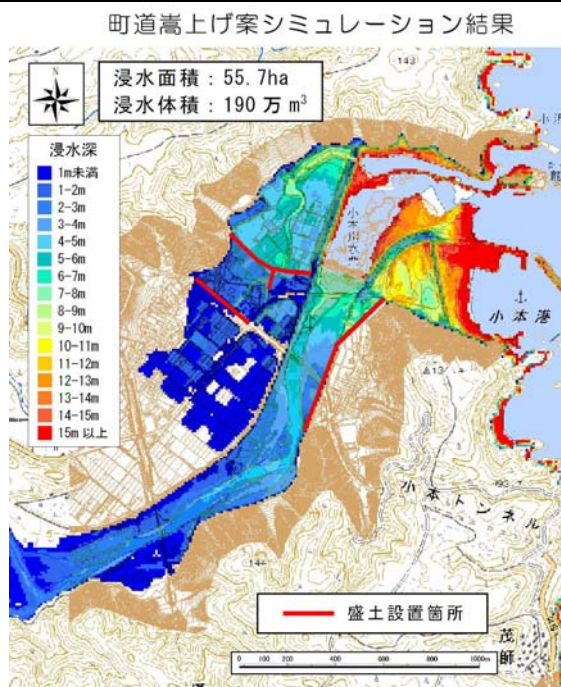 町道嵩上げ案シミュレーション結果
N
浸水面積：55.7ha
浸水体積：190万m³
浸水深
1m未満
1-2m
2-3m
3-4m
4-5m
5-6m
6-7m
7-8m
8-9m
9-10m
10-11m
11-12m
12-13m
13-14m
14-15m
15m以上
143
小本港
小本トンネル
144
盛土設置箇所
茂師
0 100 200 400 600 800 1000m